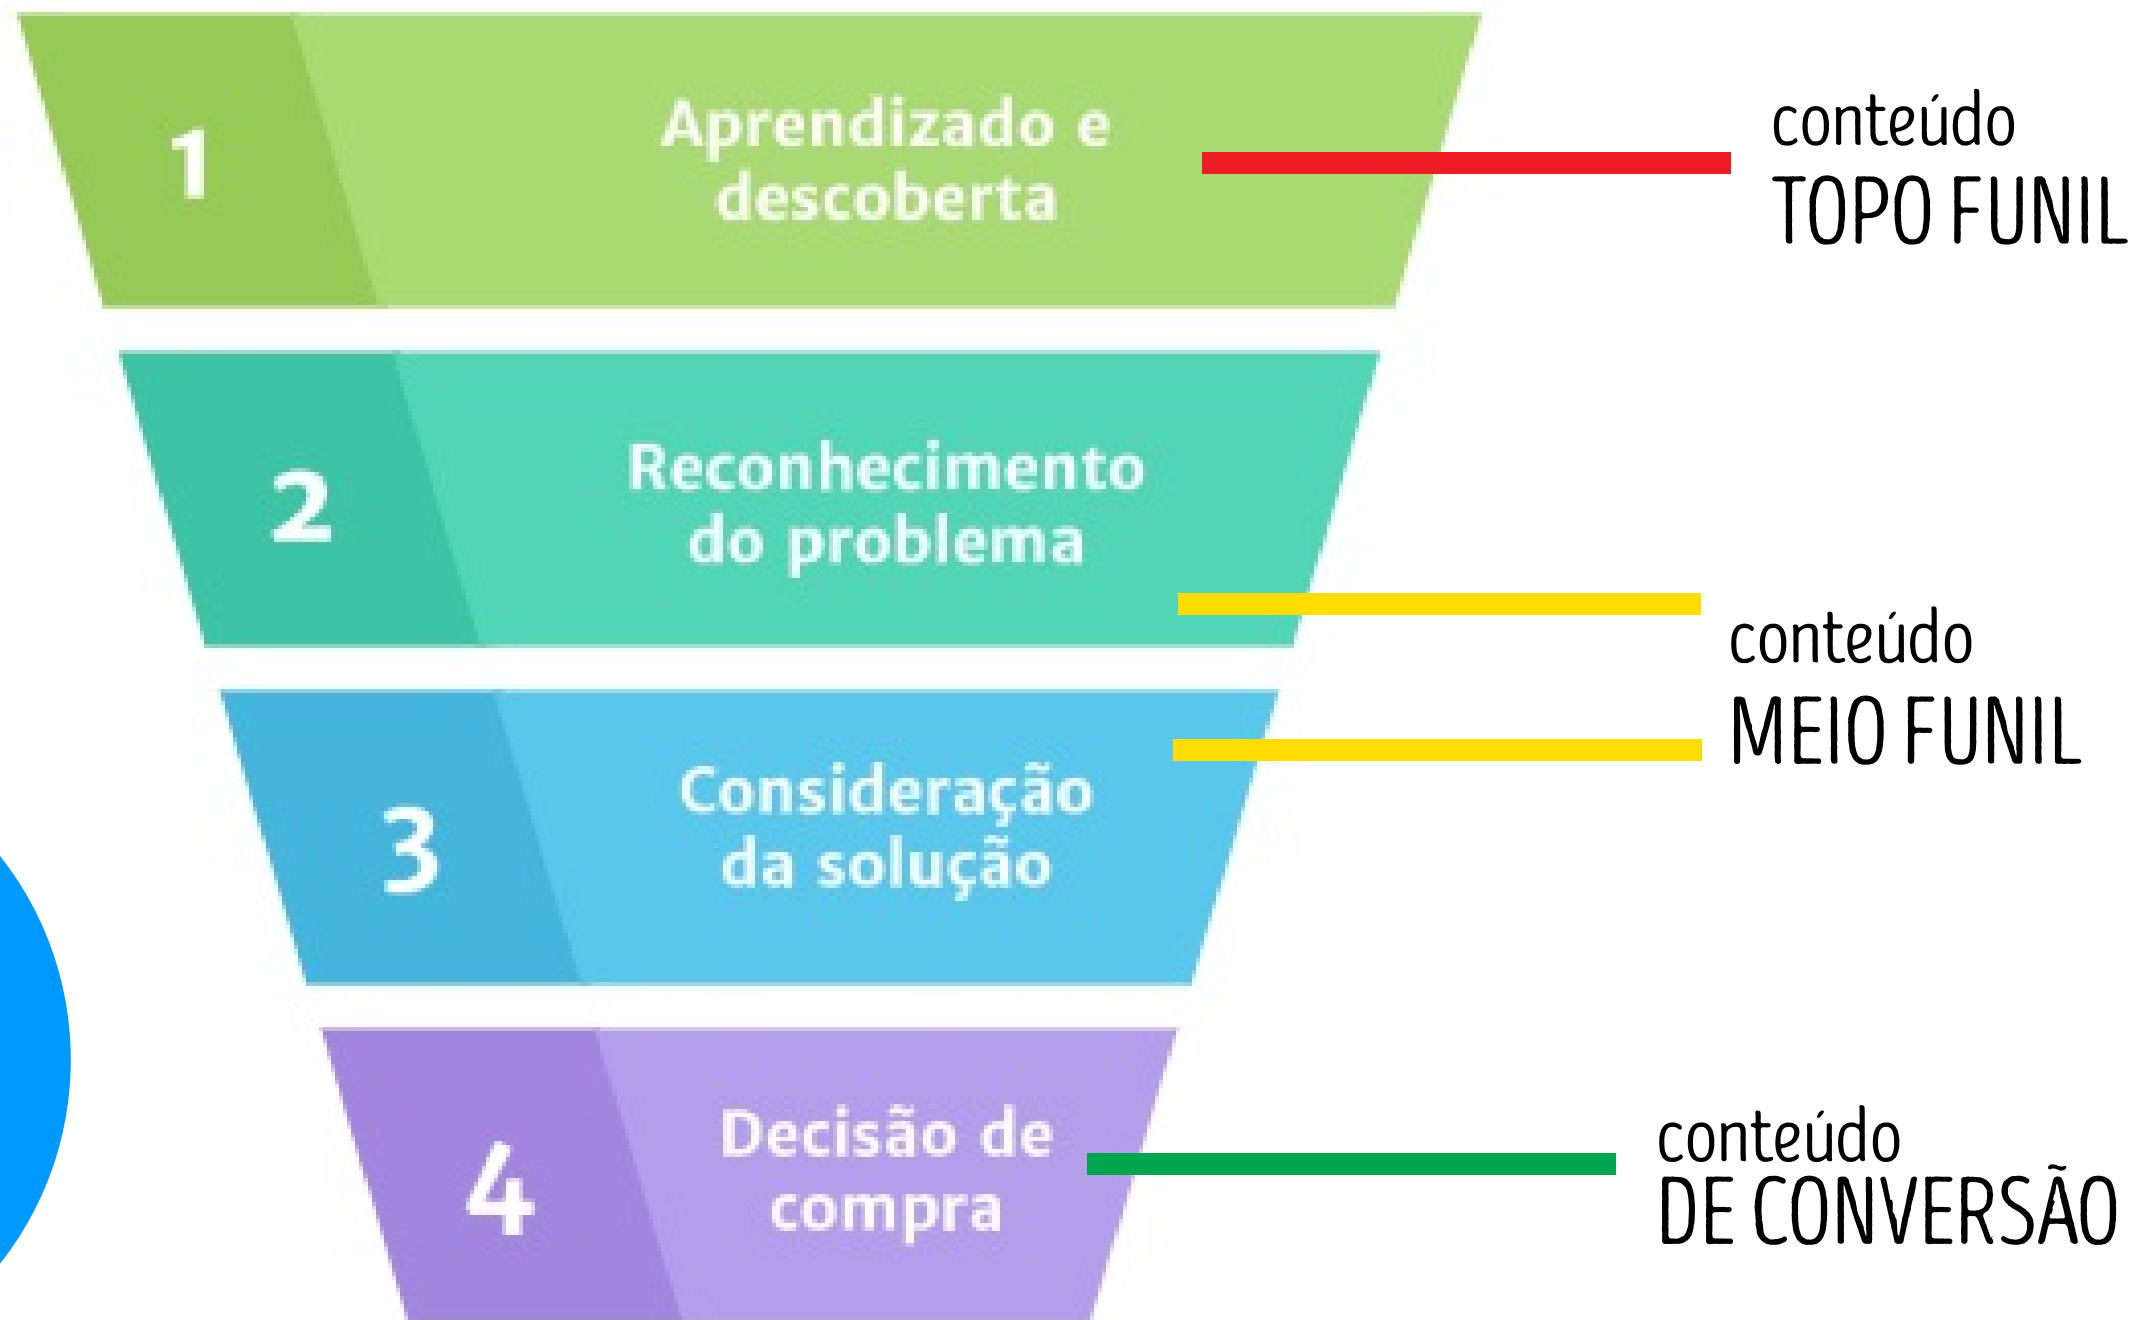 1
Aprendizado e
descoberta
conteúdo
TOPO FUNIL
2
Reconhecimento
do problema
conteúdo
MEIO FUNIL
3
Consideração
da solução
4
Decisão de
compra
conteúdo
DE CONVERSÃO